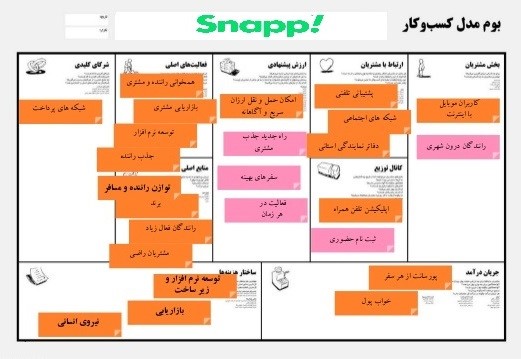 Snapp!
بوم مدل کسب‌وکار
بخش مشتریان
کاربران موبایل
با اینترنت
رانندگان درون شهری
ارتباط با مشتریان
پشتیبانی تلفنی
شبکه های اجتماعی
دفاتر نمایندگی استانی
کانال توزیع
اپلیکیشن تلفن همراه
ثبت نام حضوری
ارزش پیشنهادی
امکان حمل و نقل ارزان
سریع و آگاهانه
راه جدید جذب
مشتری
سفرهای بهینه
فعالیت در
هر زمان
فعالیت‌های اصلی
همخوانی راننده و مشتری
بازاریابی مشتری
توسعه نرم افزار
جذب راننده
منابع اصلی
توازن راننده و مسافر
برند
رانندگان فعال زیاد
مشتریان راضی
شرکای کلیدی
شبکه های پرداخت
جریان درآمد
پورسانت از هر سفر
خواب پول
ساختار هزینه‌ها
توسعه نرم افزار و
زیر ساخت
بازاریابی
نیروی انسانی